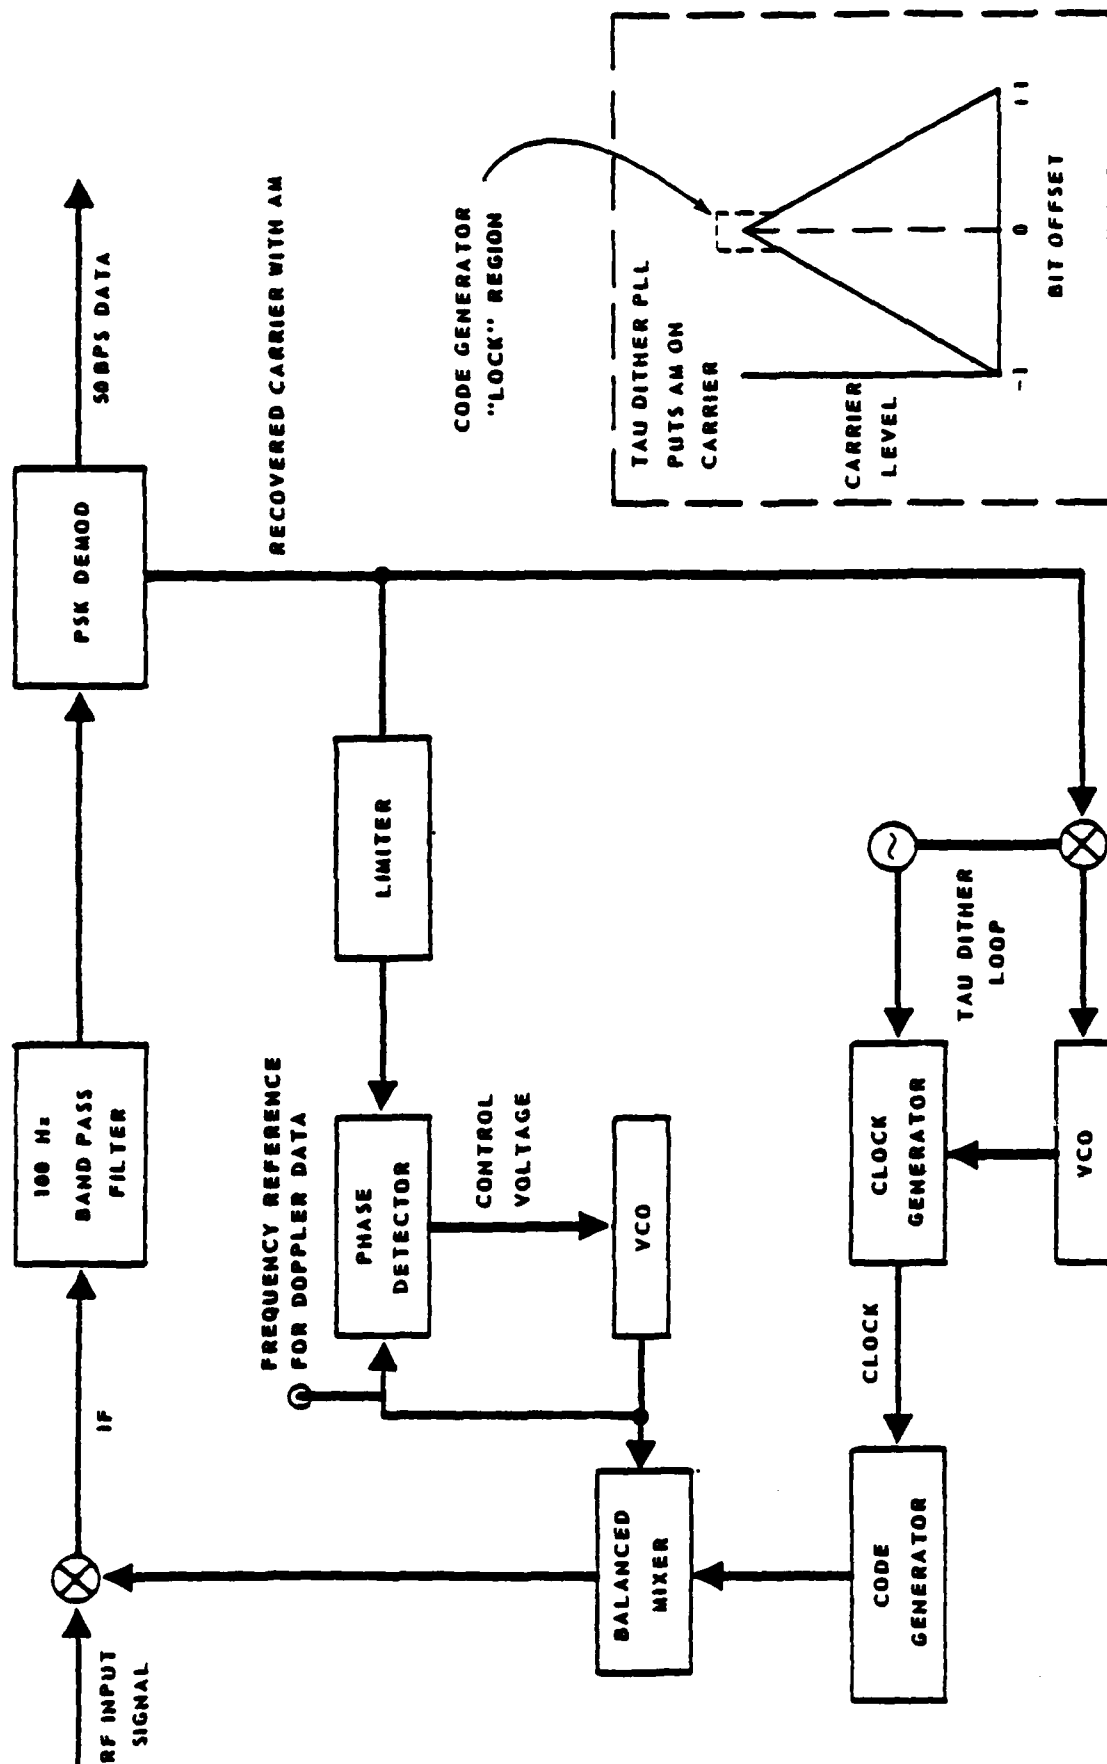 RF INPUT
SIGNAL
IF
100 Hz
BAND PASS
FILTER
PSK DEMOD
50BPS DATA
RECOVERED CARRIER WITH AM
FREQUENCY REFERENCE
FOR DOPPLER DATA
PHASE
DETECTOR
LIMITER
CONTROL
VOLTAGE
VCO
BALANCED
MIXER
CODE
GENERATOR
CLOCK
CLOCK
GENERATOR
~
TAU DITHER
LOOP
VCO
CODE GENERATOR
"LOCK" REGION
TAU DITHER PLL
PUTS AM ON
CARRIER
CARRIER
LEVEL
-1
0
BIT OFFSET